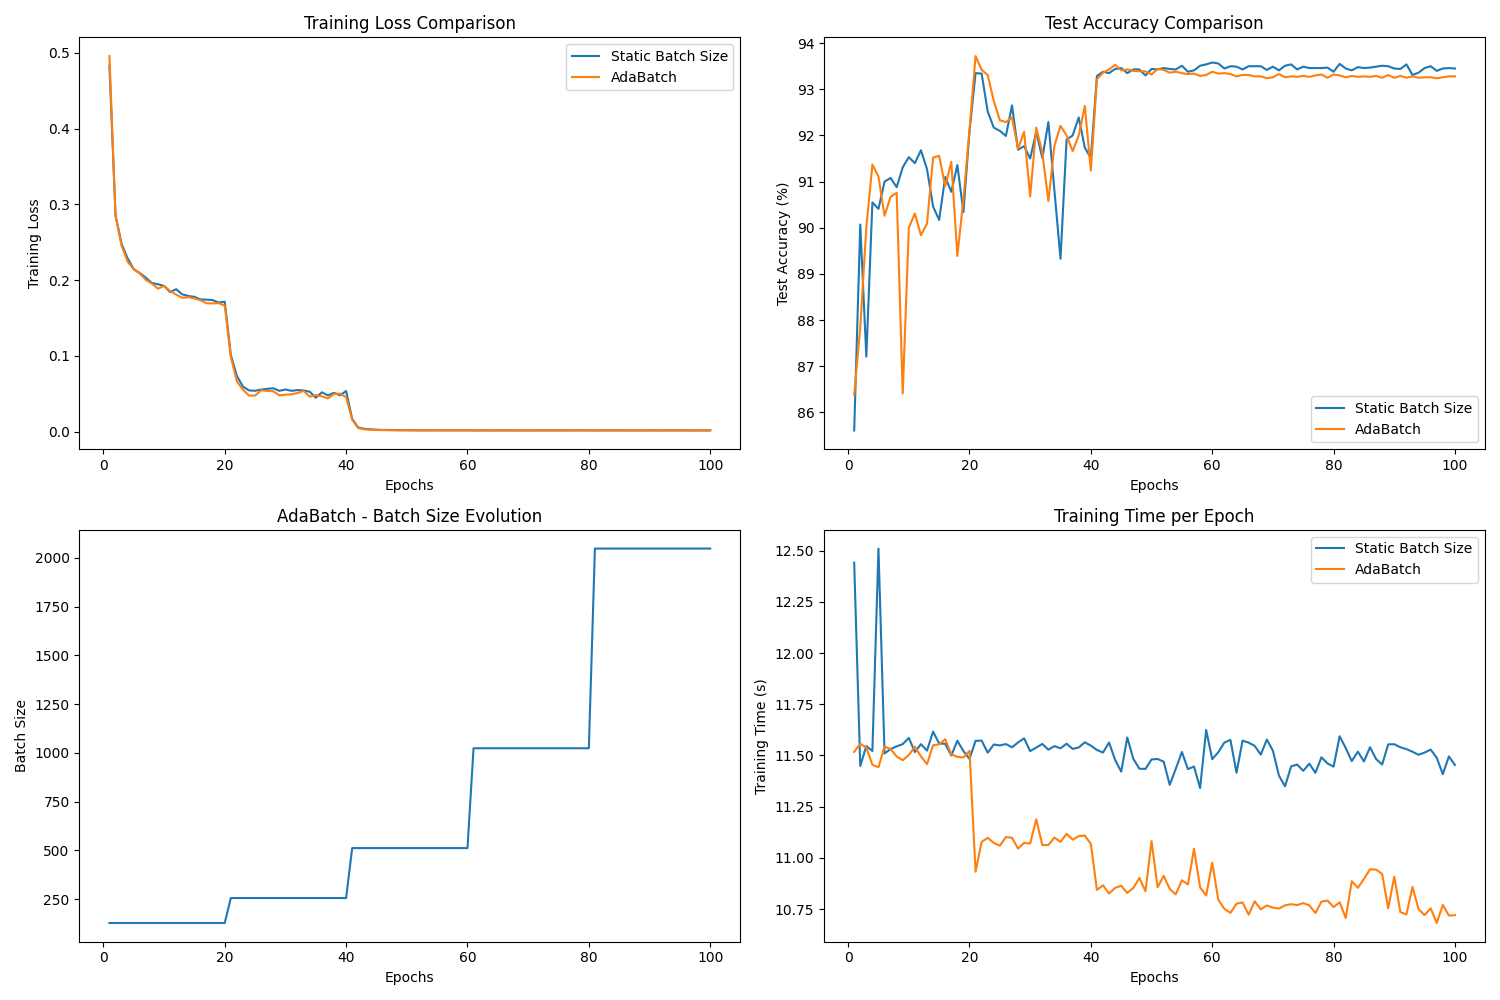 Training Loss Comparison
Training Loss
0.5
0.4
0.3
0.2
0.1
0.0
Static Batch Size
AdaBatch
0 20 40 60 80 100
Epochs
Test Accuracy Comparison
Test Accuracy (%)
94
93
92
91
90
89
88
87
86
Static Batch Size
AdaBatch
0 20 40 60 80 100
Epochs
AdaBatch - Batch Size Evolution
Batch Size
2000
1750
1500
1250
1000
750
500
250
0 20 40 60 80 100
Epochs
Training Time per Epoch
Training Time (s)
12.50
12.25
12.00
11.75
11.50
11.25
11.00
10.75
Static Batch Size
AdaBatch
0 20 40 60 80 100
Epochs